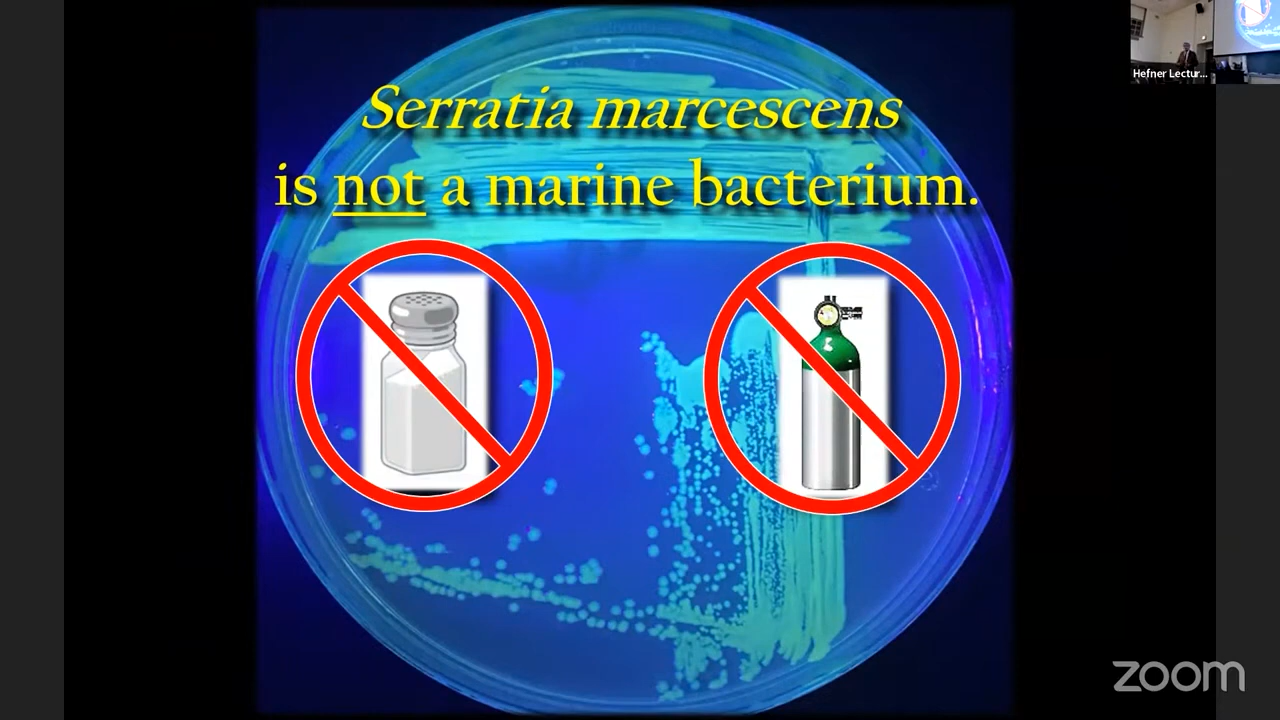 Hefner Lectur...
Serratia marcescens
is not a marine bacterium.
zoom